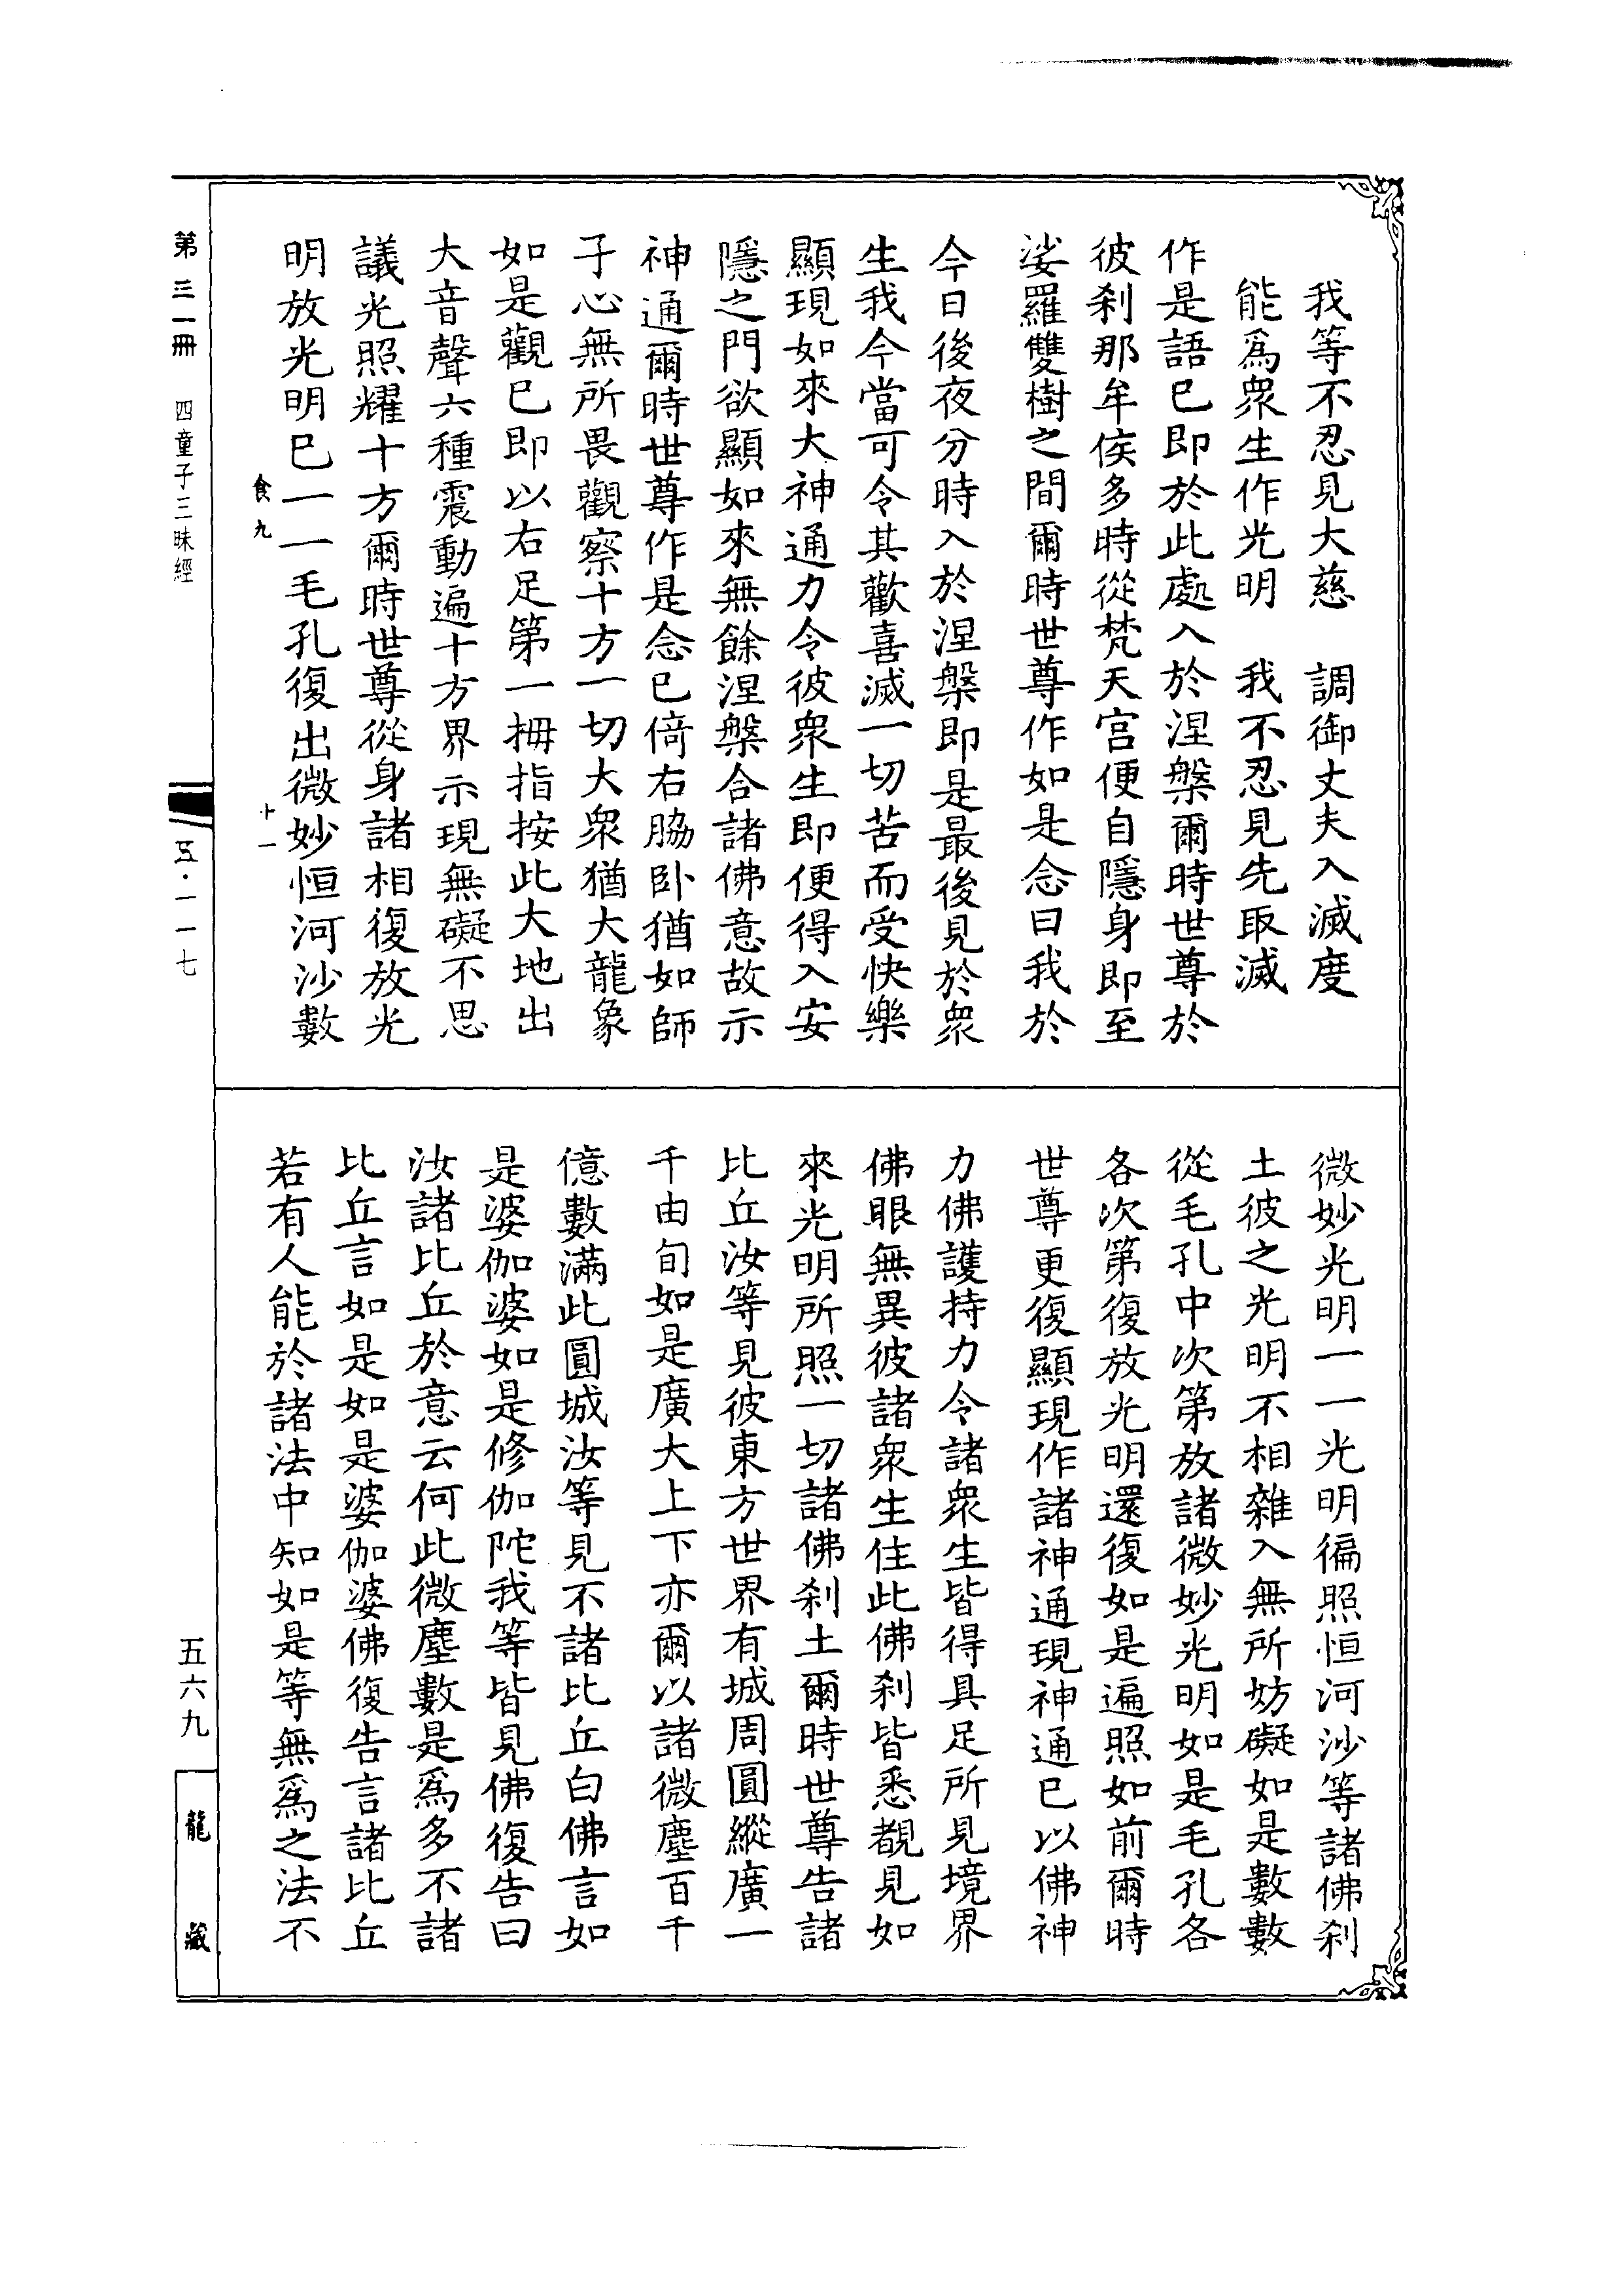 我等不忍見大慈　調御丈夫入滅度
能爲衆生作光明　我不忍見先取滅
作是語已即於此處入於涅槃爾時世尊於
彼刹那牟侯多時從梵天宮便自隱身即至
娑羅雙樹之間爾時世尊作如是念曰我於
今日後夜分時入於涅槃即是最後見於衆
生我今當可令其歡喜滅一切苦而受快樂
顯現如來大神通力令彼衆生即便得入安
隱之門欲顯如來無餘涅槃合諸佛意故示
神通爾時世尊作是念已倚右脇卧猶如師
子心無所畏觀察十方一切大衆猶大龍象
如是觀已即以右足第一拇指按此大地出
大音聲六種震動遍十方界示現無礙不思
議光照耀十方爾時世尊從身諸相復放光
明放光明已一一毛孔復出微妙恒河沙數
食九
十一
微妙光明一一光明徧照恒河沙等諸佛刹
土彼之光明不相雜入無所妨礙如是數數
從毛孔中次第放諸微妙光明如是毛孔各
各次第復放光明還復如是遍照如前爾時
世尊更復顯現作諸神通現神通已以佛神
力佛護持力令諸衆生皆得具足所見境界
佛眼無異彼諸衆生住此佛刹皆悉覩見如
來光明所照一切諸佛刹土爾時世尊告諸
比丘汝等見彼東方世界有城周圓縱廣一
千由旬如是廣大上下亦爾以諸微塵百千
億數滿此圓城汝等見不諸比丘白佛言如
是婆伽婆如是修伽陀我等皆見佛復告曰
汝諸比丘於意云何此微塵數是爲多不諸
比丘言如是如是婆伽婆佛復告言諸比丘
若有人能於諸法中知如是等無爲之法不
第三一冊　四童子三昧經
五·一一七
五六九
龍藏